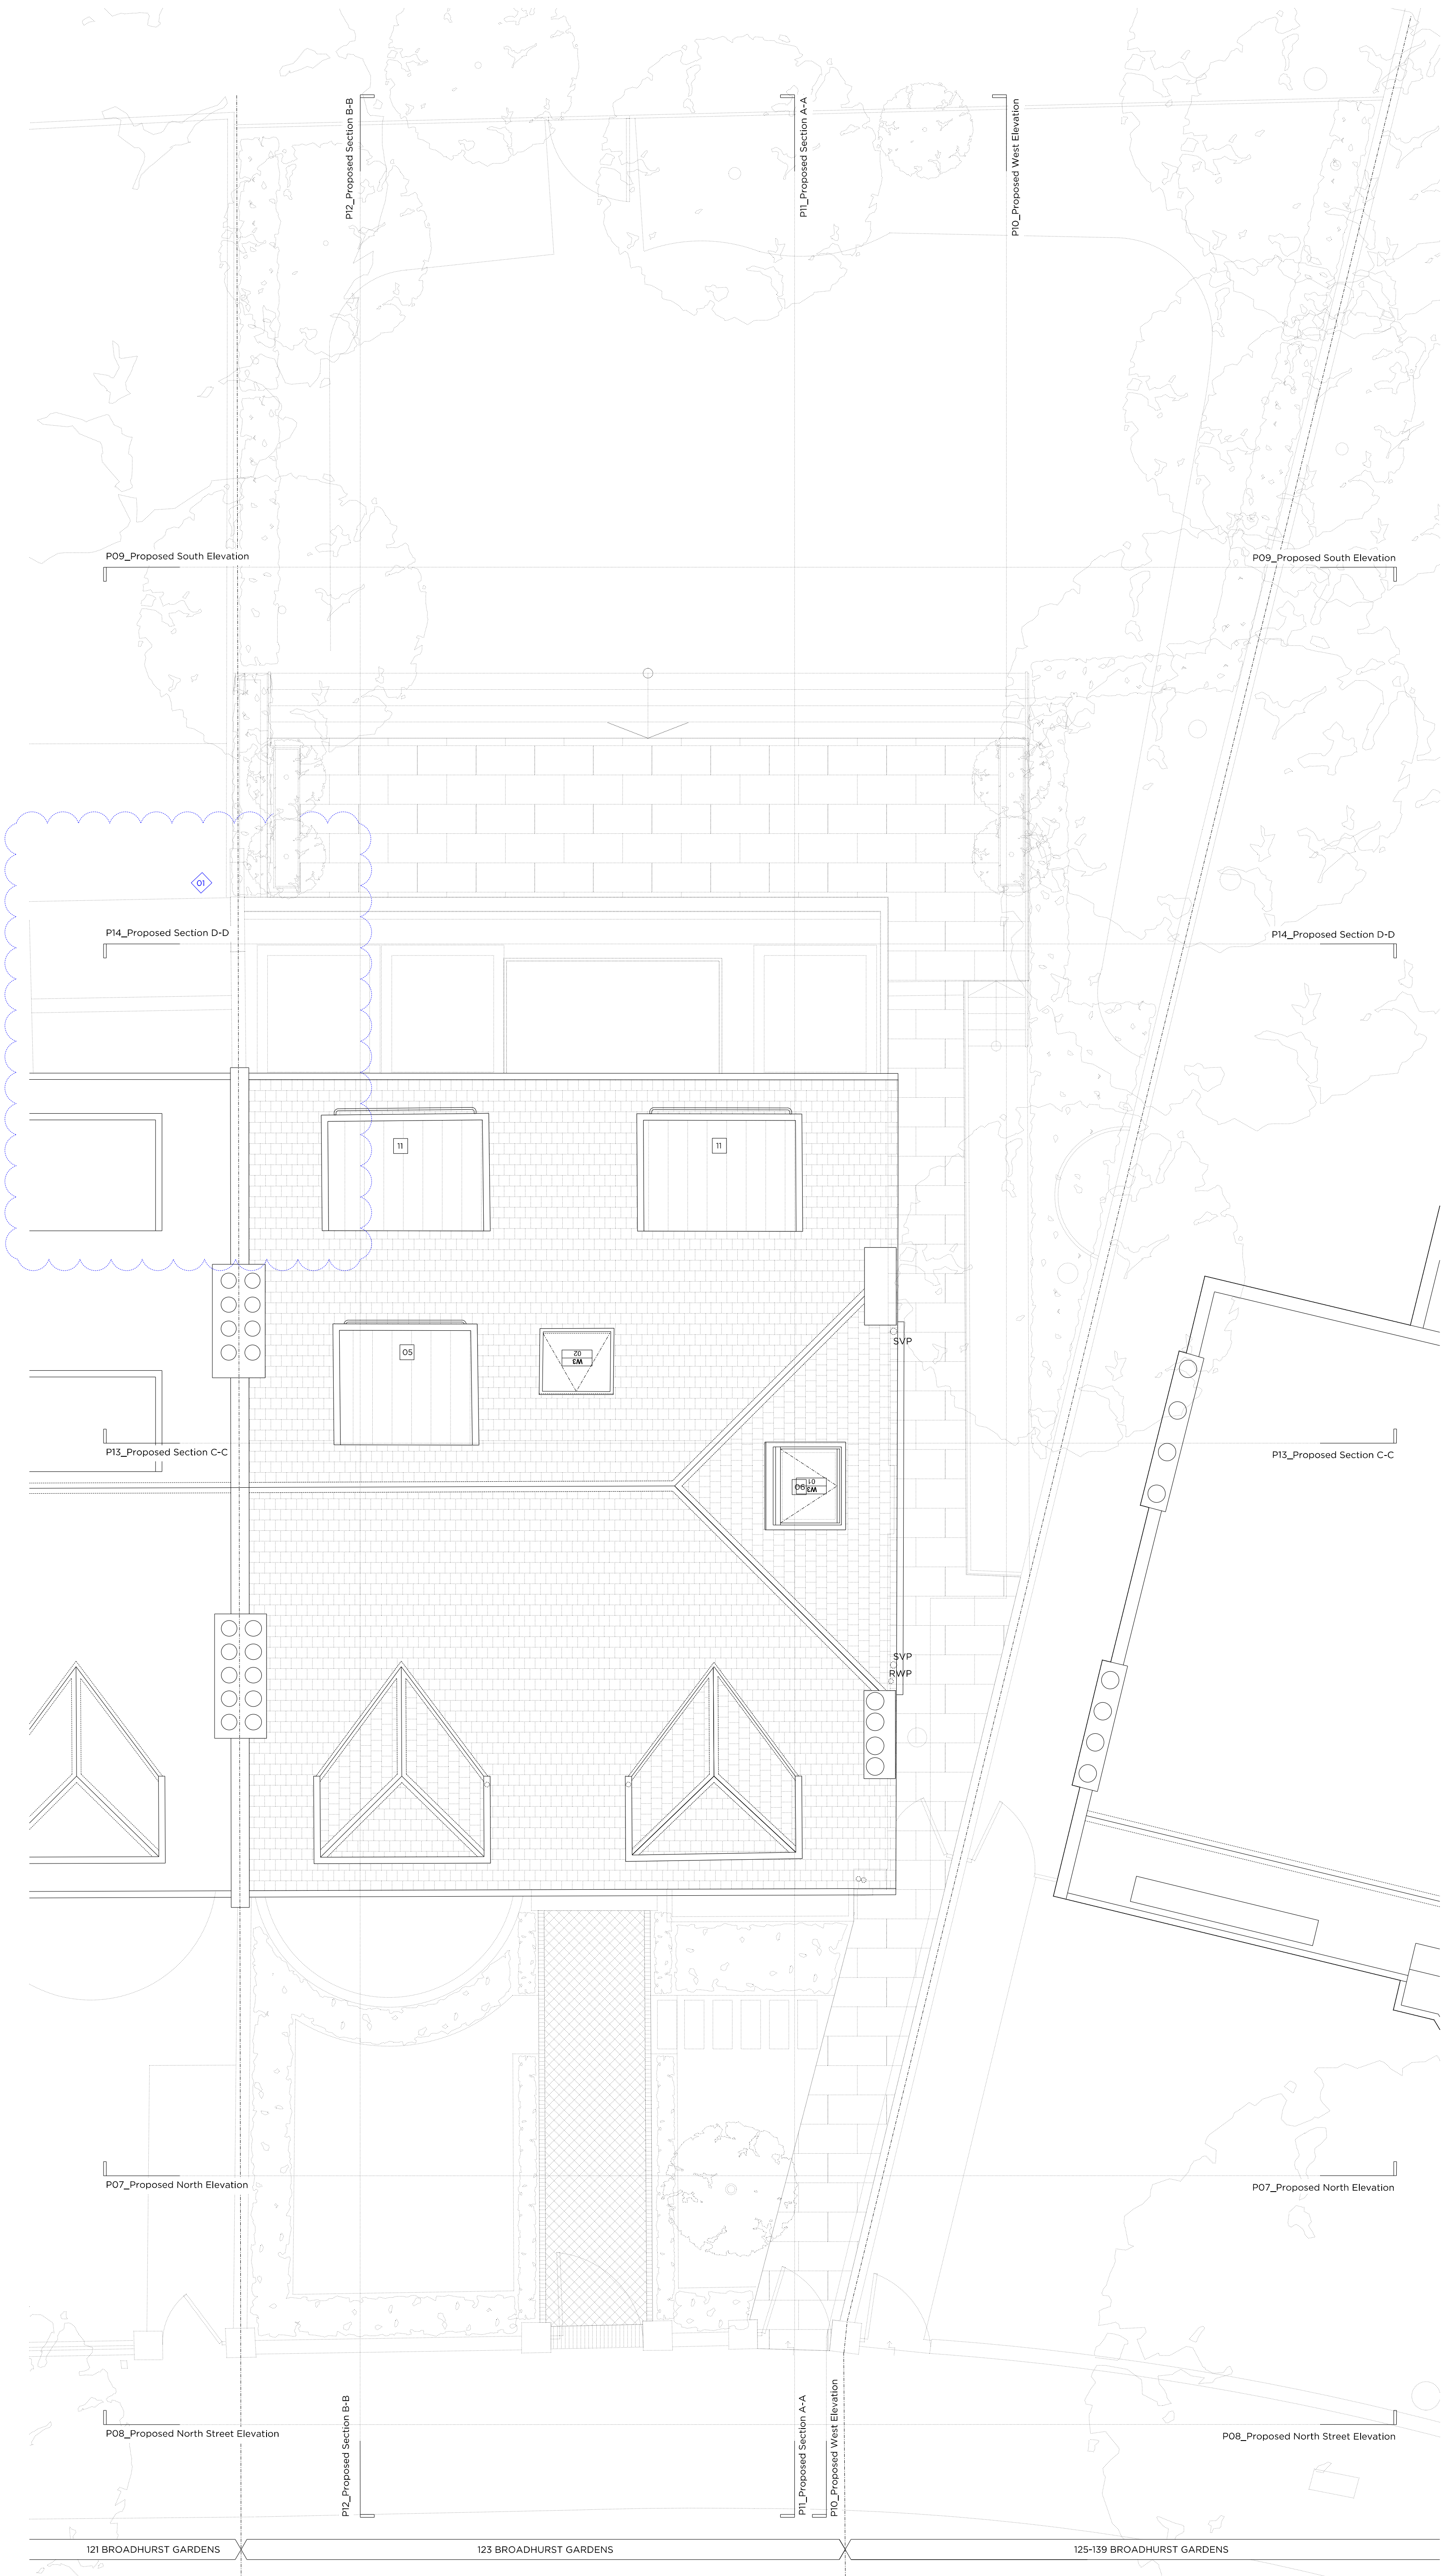 P12_Proposed Section B-B
P11_Proposed Section A-A
P10_Proposed West Elevation
P09_Proposed South Elevation
P09_Proposed South Elevation
01
P14_Proposed Section D-D
P14_Proposed Section D-D
11
11
SVP
05
02
W3
P13_Proposed Section C-C
P13_Proposed Section C-C
01
W3
06
SVP
RWP
P07_Proposed North Elevation
P07_Proposed North Elevation
P12_Proposed Section B-B
P11_Proposed Section A-A
P10_Proposed West Elevation
P08_Proposed North Street Elevation
P08_Proposed North Street Elevation
121 BROADHURST GARDENS
123 BROADHURST GARDENS
125-139 BROADHURST GARDENS